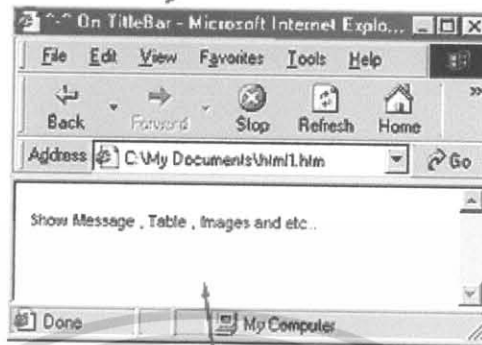 ^-^ On TitleBar - Microsoft Internet Explo...
File Edit View Favorites Tools Help
Back Forward Stop Refresh Home »
Address C:\My Documents\html1.htm Go
Show Message , Table , Images and etc..
Done My Computer